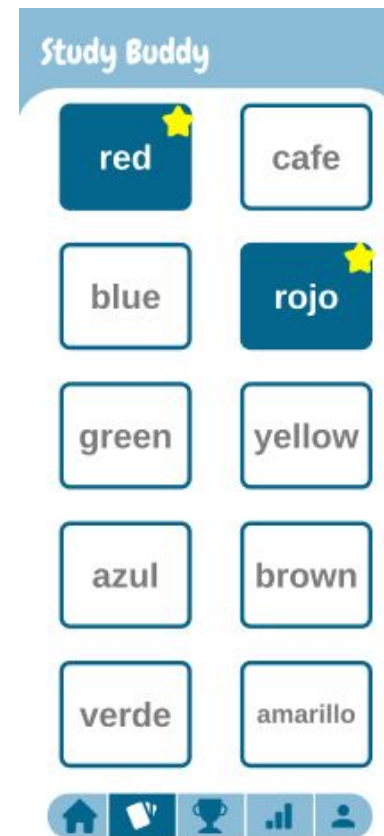 Study Buddy
red
cafe
blue
rojo
green
yellow
azul
brown
verde
amarillo